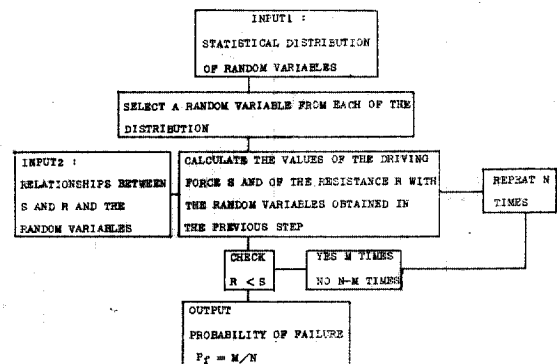 INPUT1 :
STATISTICAL DISTRIBUTION
OF RANDOM VARIABLES
SELECT A RANDOM VARIABLE FROM EACH OF THE
DISTRIBUTION
INPUT2 :
RELATIONSHIPS BETWEEN
S AND R AND THE
RANDOM VARIABLES
CALCULATE THE VALUES OF THE DRIVING
FORCE S AND OF THE RESISTANCE R WITH
THE RANDOM VARIABLES OBTAINED IN
THE PREVIOUS STEP
REPEAT N
TIMES
CHECK
R < S
YES M TIMES
NO N-M TIMES
OUTPUT
PROBABILITY OF FAILURE
Pf = M/N